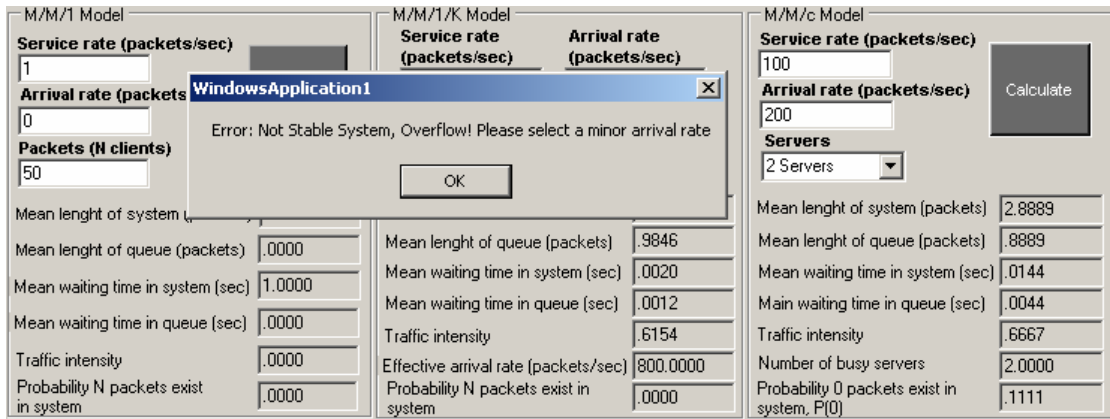 M/M/1 Model
Service rate (packets/sec)
1
Arrival rate (packets
0
Packets (N clients)
50
Mean lenght of system
Mean lenght of queue (packets) .0000
Mean waiting time in system (sec) 1.0000
Mean waiting time in queue (sec) .0000
Traffic intensity .0000
Probability N packets exist
in system .0000
M/M/1/K Model
Service rate Arrival rate
(packets/sec) (packets/sec)
WindowsApplication1
Error: Not Stable System, Overflow! Please select a minor arrival rate
OK
Mean lenght of queue (packets) .9846
Mean waiting time in system (sec) .0020
Mean waiting time in queue (sec) .0012
Traffic intensity .6154
Effective arrival rate (packets/sec) 800.0000
Probability N packets exist in
system .0000
M/M/c Model
Service rate (packets/sec)
100
Calculate
Arrival rate (packets/sec)
200
Servers
2 Servers
Mean lenght of system (packets) 2.8889
Mean lenght of queue (packets) .8889
Mean waiting time in system (sec) .0144
Main waiting time in queue (sec) .0044
Traffic intensity .6667
Number of busy servers 2.0000
Probability 0 packets exist in
system, P(0) .1111